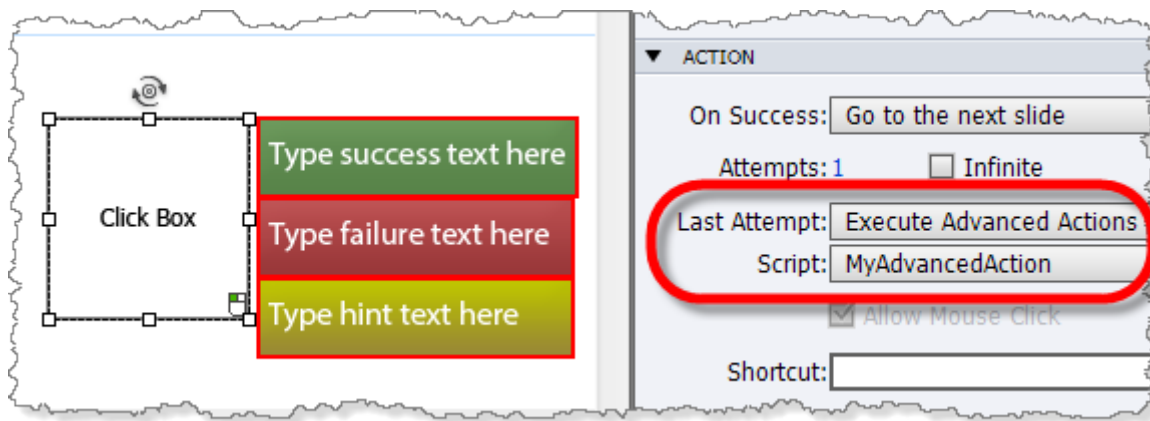 Click Box
Type success text here
Type failure text here
Type hint text here
ACTION
On Success: Go to the next slide
Attempts: 1 Infinite
Last Attempt: Execute Advanced Actions
Script: MyAdvancedAction
Allow Mouse Click
Shortcut: